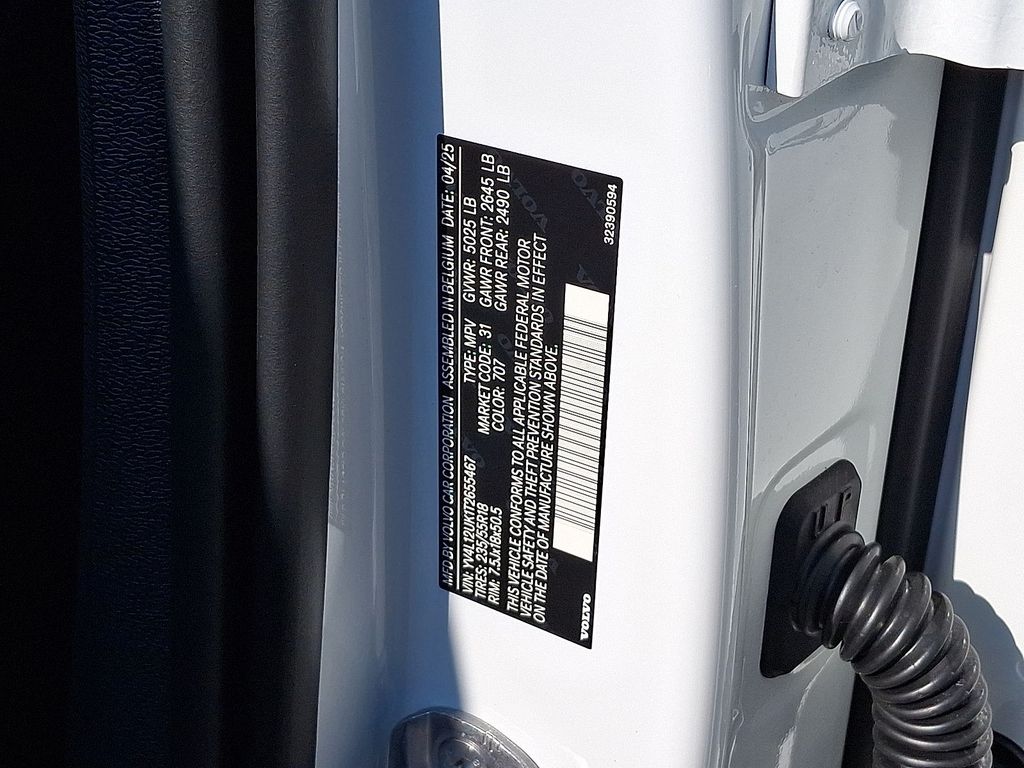 MFD BY VOLVO CAR CORPORATION ASSEMBLED IN BELGIUM DATE: 04/25
VIN: YV4L12UK1T2655467 TYPE: MPV GVWR: 5025 LB
TIRES: 235/55R18 MARKET CODE: 31 GAWR FRONT: 2645 LB
RIM: 7.5Jx18x50.5 COLOR: 707 GAWR REAR: 2490 LB
THIS VEHICLE CONFORMS TO ALL APPLICABLE FEDERAL MOTOR
VEHICLE SAFETY AND THEFT PREVENTION STANDARDS IN EFFECT
ON THE DATE OF MANUFACTURE SHOWN ABOVE.
VOLVO 32390594